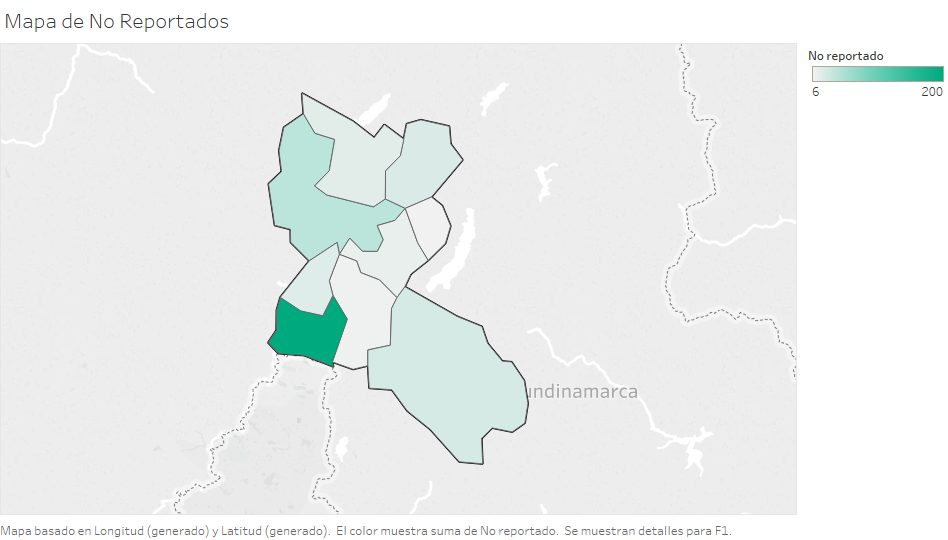 Mapa de No Reportados
No reportado
6 200
undinamarca
Mapa basado en Longitud (generado) y Latitud (generado). El color muestra suma de No reportado. Se muestran detalles para F1.